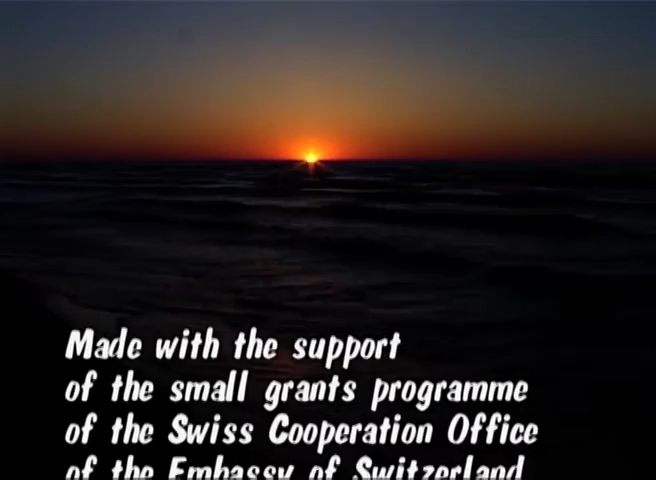 Made with the support
of the small grants programme
of the Swiss Cooperation Office
of the Embassy of Switzerland